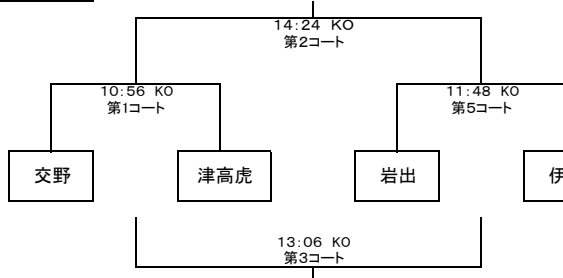 14:24 KO
第2コート
10:56 KO
第1コート
11:48 KO
第5コート
交野
津高虎
岩出
伊
13:06 KO
第3コート